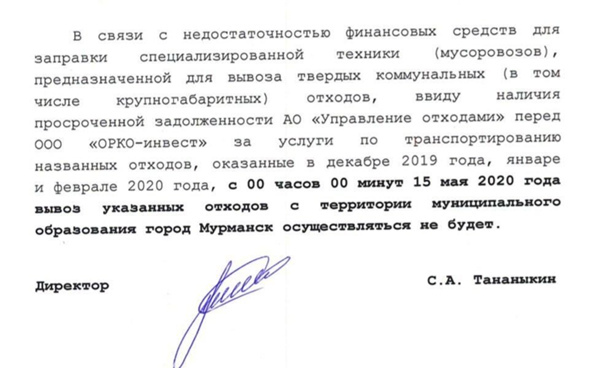 В связи с недостаточностью финансовых средств для
заправки специализированной техники (мусоровозов),
предназначенной для вывоза твердых коммунальных (в том
числе крупногабаритных) отходов, ввиду наличия
просроченной задолженности АО «Управление отходами» перед
ООО «ОРКО-инвест» за услуги по транспортированию
названных отходов, оказанные в декабре 2019 года, январе
и феврале 2020 года, с 00 часов 00 минут 15 мая 2020 года
вывоз указанных отходов с территории муниципального
образования город Мурманск осуществляться не будет.
Директор С.А. Тананыкин